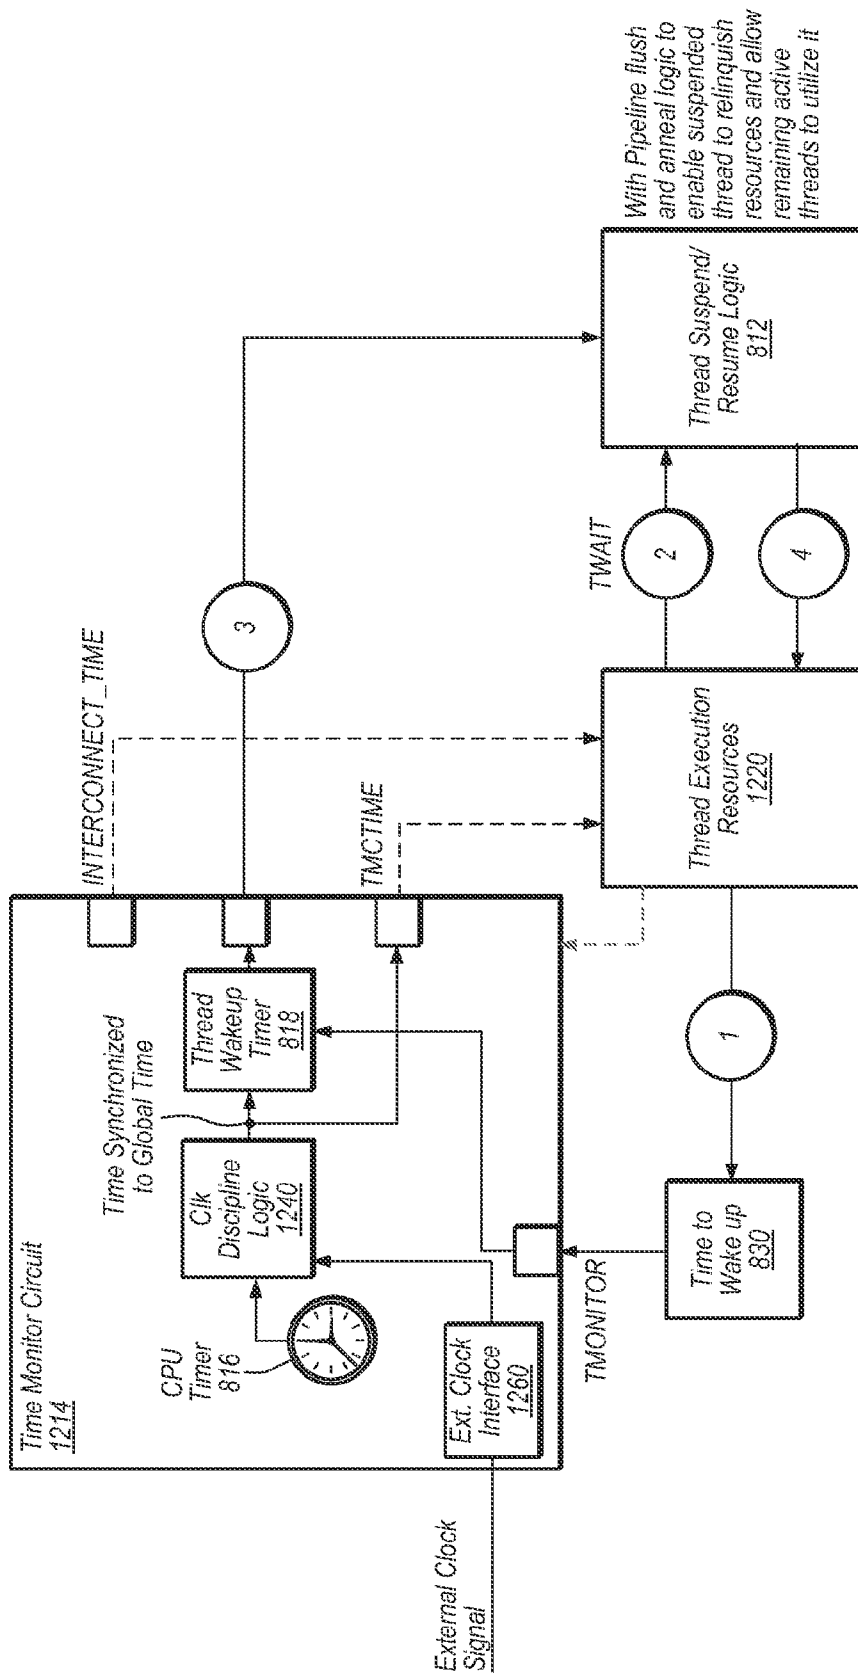 Time Monitor Circuit
1214
CPU
Timer
816
Ext. Clock
Interface
1260
External Clock
Signal
Clk
Discipline
Logic
1240
Time Synchronized
to Global Time
Thread
Wakeup
Timer
818
INTERCONNECT_TIME
TMCTIME
3
TMONITOR
Time to
Wake up
830
1
Thread Execution
Resources
1220
TWAIT
2
4
Thread Suspend/
Resume Logic
812
With Pipeline flush
and anneal logic to
enable suspended
thread to relinquish
resources and allow
remaining active
threads to utilize it